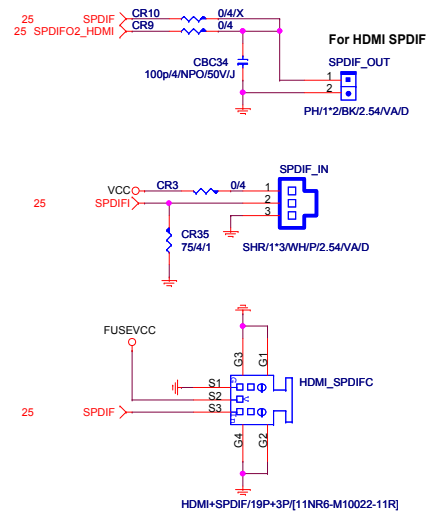 25 SPDIF CR10 0/4/X
25 SPDIFO2_HDMI CR9 0/4
For HDMI SPDIF
CBC34
100p/4/NPO/50V/J
SPDIF_OUT
1
2
PH/1*2/BK/2.54/VA/D
SPDIF_IN
VCC CR3 0/4 1
25 SPDIFI 2
3
CR35
75/4/1
SHR/1*3/WH/P/2.54/VA/D
FUSEVCC
G3 G1
HDMI_SPDIFC
S1
S2
25 SPDIF S3
G4 G2
HDMI+SPDIF/19P+3P/[11NR6-M10022-11R]